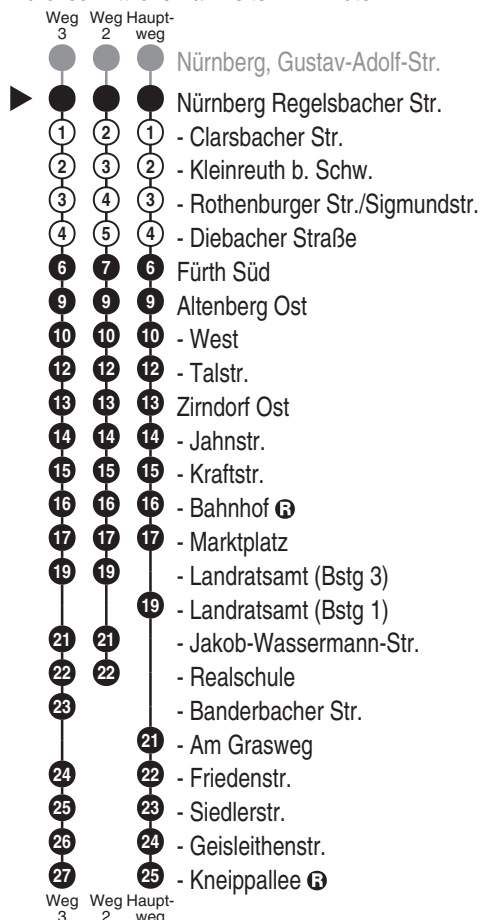 Weg Weg Haupt-
3 2 weg
Nürnberg, Gustav-Adolf-Str.
Nürnberg Regelsbacher Str.
1 2 1 - Clarsbacher Str.
2 3 2 - Kleinreuth b. Schw.
3 4 3 - Rothenburger Str./Sigmundstr.
4 5 4 - Diebacher Straße
6 7 6 Fürth Süd
9 9 9 Altenberg Ost
10 10 10 - West
12 12 12 - Talstr.
13 13 13 Zirndorf Ost
14 14 14 - Jahnstr.
15 15 15 - Kraftstr.
16 16 16 - Bahnhof R
17 17 17 - Marktplatz
19 19 - Landratsamt (Bstg 3)
19 - Landratsamt (Bstg 1)
21 21 - Jakob-Wassermann-Str.
22 22 - Realschule
23 - Banderbacher Str.
21 - Am Grasweg
24 22 - Friedenstr.
25 23 - Siedlerstr.
26 24 - Geisleithenstr.
27 25 - Kneippallee R
Weg Weg Haupt-
3 2 weg